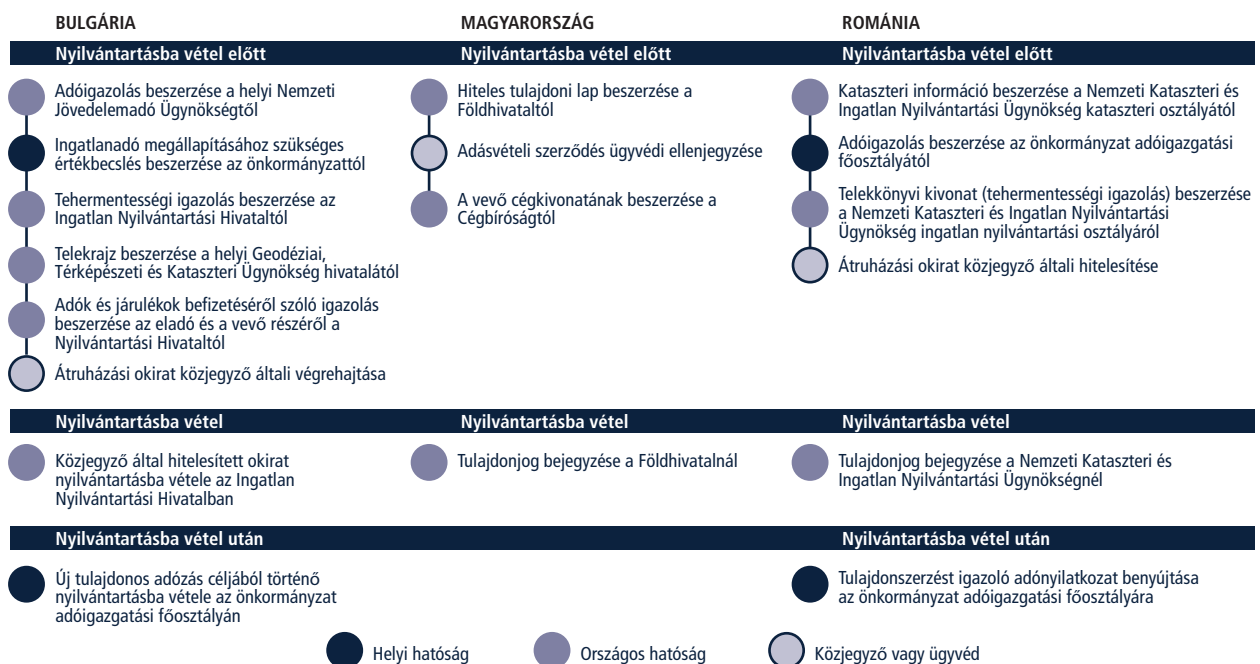 BULGÁRIA
Nyilvántartásba vétel előtt
Adóigazolás beszerzése a helyi Nemzeti
Jövedelemadó Ügynökségtől
Ingatlanadó megállapításához szükséges
értékbecslés beszerzése az önkormányzattól
Tehermentességi igazolás beszerzése az
Ingatlan Nyilvántartási Hivataltól
Telekrajz beszerzése a helyi Geodéziai,
Térképészeti és Kataszteri Ügynökség hivatalától
Adók és járulékok befizetéséről szóló igazolás
beszerzése az eladó és a vevő részéről a
Nyilvántartási Hivataltól
Átruházási okirat közjegyző általi végrehajtása
MAGYARORSZÁG
Nyilvántartásba vétel előtt
Hiteles tulajdoni lap beszerzése a
Földhivataltól
Adásvételi szerződés ügyvédi ellenjegyzése
A vevő cégkivonatának beszerzése a
Cégbíróságtól
ROMÁNIA
Nyilvántartásba vétel előtt
Kataszteri információ beszerzése a Nemzeti Kataszteri és
Ingatlan Nyilvántartási Ügynökség kataszteri osztályától
Adóigazolás beszerzése az önkormányzat adóigazgatási
főosztályától
Telekkönyvi kivonat (tehermentességi igazolás) beszerzése
a Nemzeti Kataszteri és Ingatlan Nyilvántartási
Ügynökség ingatlan nyilvántartási osztályáról
Átruházási okirat közjegyző általi hitelesítése
Nyilvántartásba vétel
Közjegyző által hitelesített okirat
nyilvántartásba vétele az Ingatlan
Nyilvántartási Hivatalban
Nyilvántartásba vétel
Tulajdonjog bejegyzése a Földhivatalnál
Nyilvántartásba vétel
Tulajdonjog bejegyzése a Nemzeti Kataszteri és
Ingatlan Nyilvántartási Ügynökségnél
Nyilvántartásba vétel után
Új tulajdonos adózás céljából történő
nyilvántartásba vétele az önkormányzat
adóigazgatási főosztályán
Nyilvántartásba vétel után
Tulajdonszerzést igazoló adónyilatkozat benyújtása
az önkormányzat adóigazgatási főosztályára
Helyi hatóság
Országos hatóság
Közjegyző vagy ügyvéd